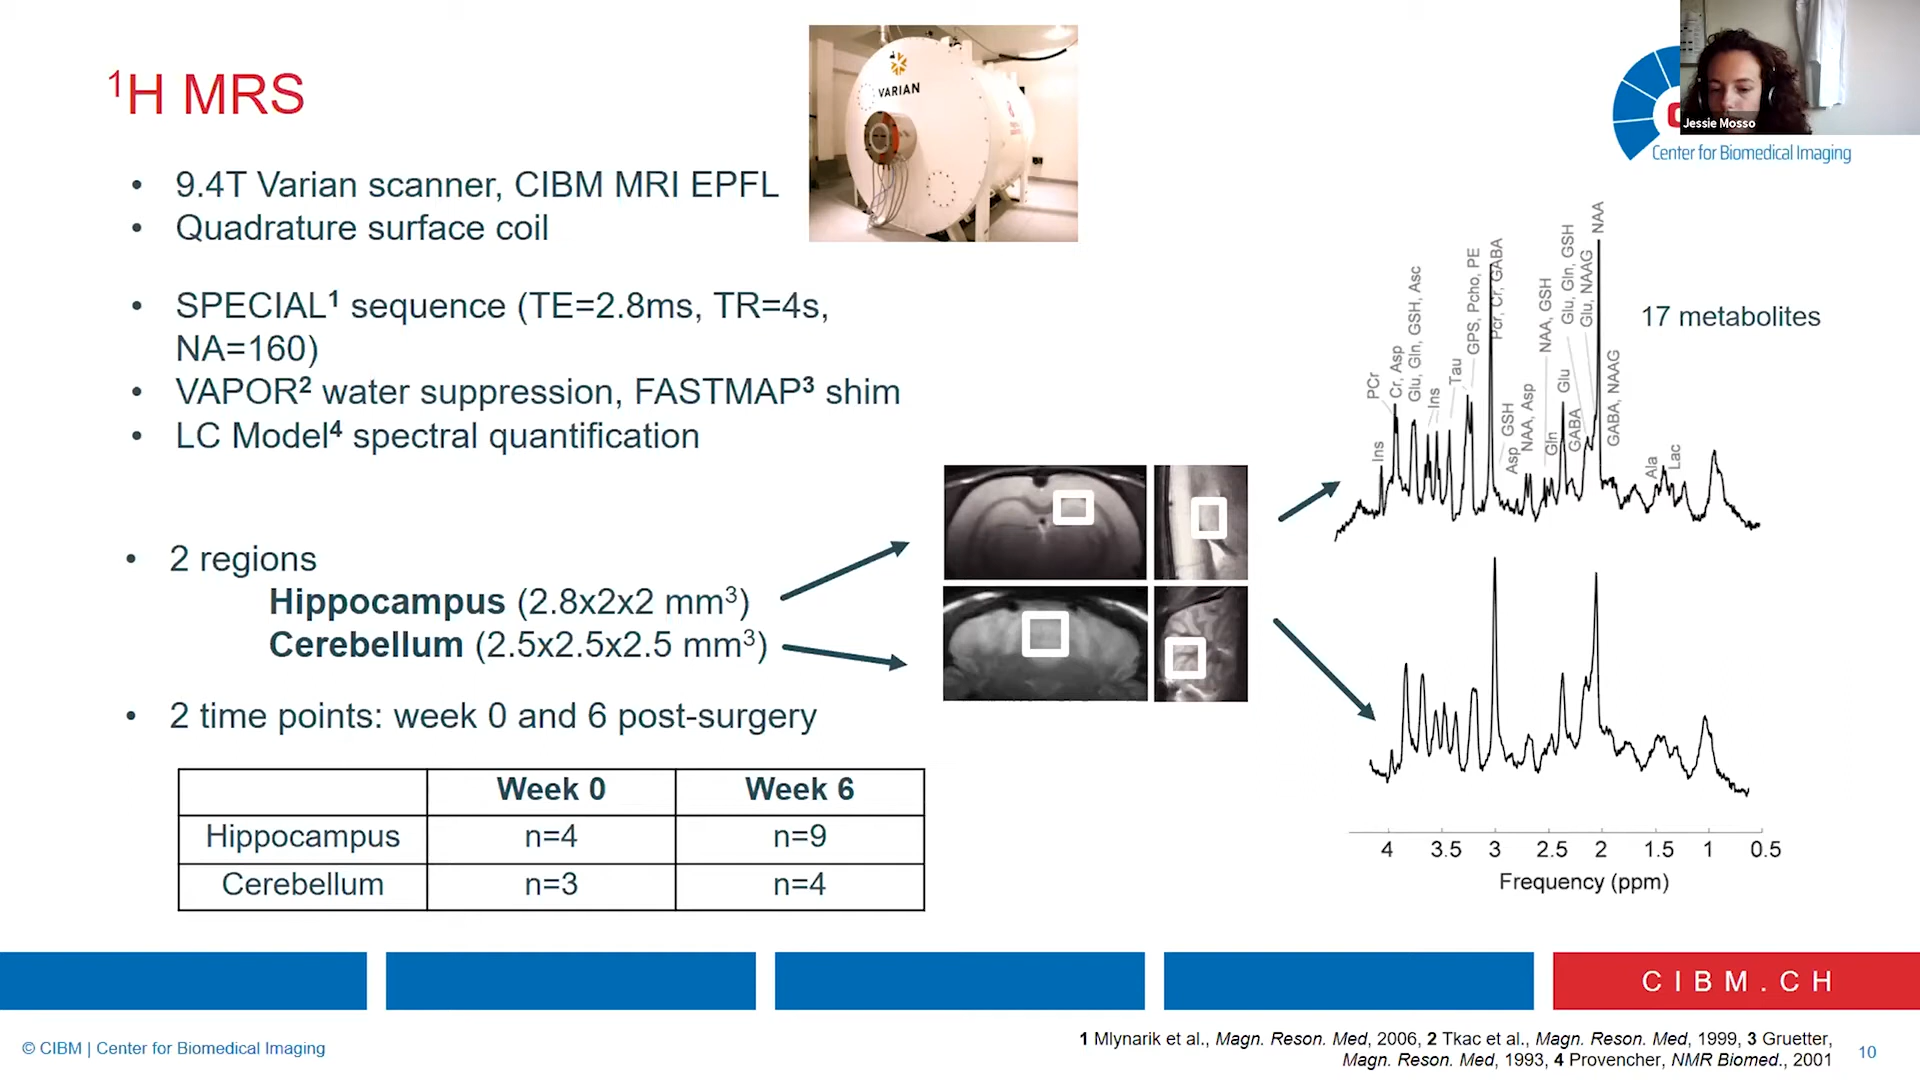 ¹H MRS
VARIAN
Jessie Mosso
Center for Biomedical Imaging
• 9.4T Varian scanner, CIBM MRI EPFL
• Quadrature surface coil
• SPECIAL¹ sequence (TE=2.8ms, TR=4s,
NA=160)
• VAPOR² water suppression, FASTMAP³ shim
• LC Model⁴ spectral quantification
• 2 regions
Hippocampus (2.8x2x2 mm³)
Cerebellum (2.5x2.5x2.5 mm³)
• 2 time points: week 0 and 6 post-surgery
Week 0 Week 6
Hippocampus n=4 n=9
Cerebellum n=3 n=4
17 metabolites
Ins
PCr
Cr, Asp
Glu, Gln, GSH, Asc
Ins
Tau
GPS, Pcho, PE
Pcr, Cr, GABA
GSH
Asp
NAA, Asp
NAA, GSH
Gln
Glu
GABA
Glu, Gln, GSH
Glu, NAAG
NAA
GABA, NAAG
Ala
Lac
4 3.5 3 2.5 2 1.5 1 0.5
Frequency (ppm)
CIBM.CH
© CIBM | Center for Biomedical Imaging
1 Mlynarik et al., Magn. Reson. Med, 2006, 2 Tkac et al., Magn. Reson. Med, 1999, 3 Gruetter,
Magn. Reson. Med, 1993, 4 Provencher, NMR Biomed., 2001
10